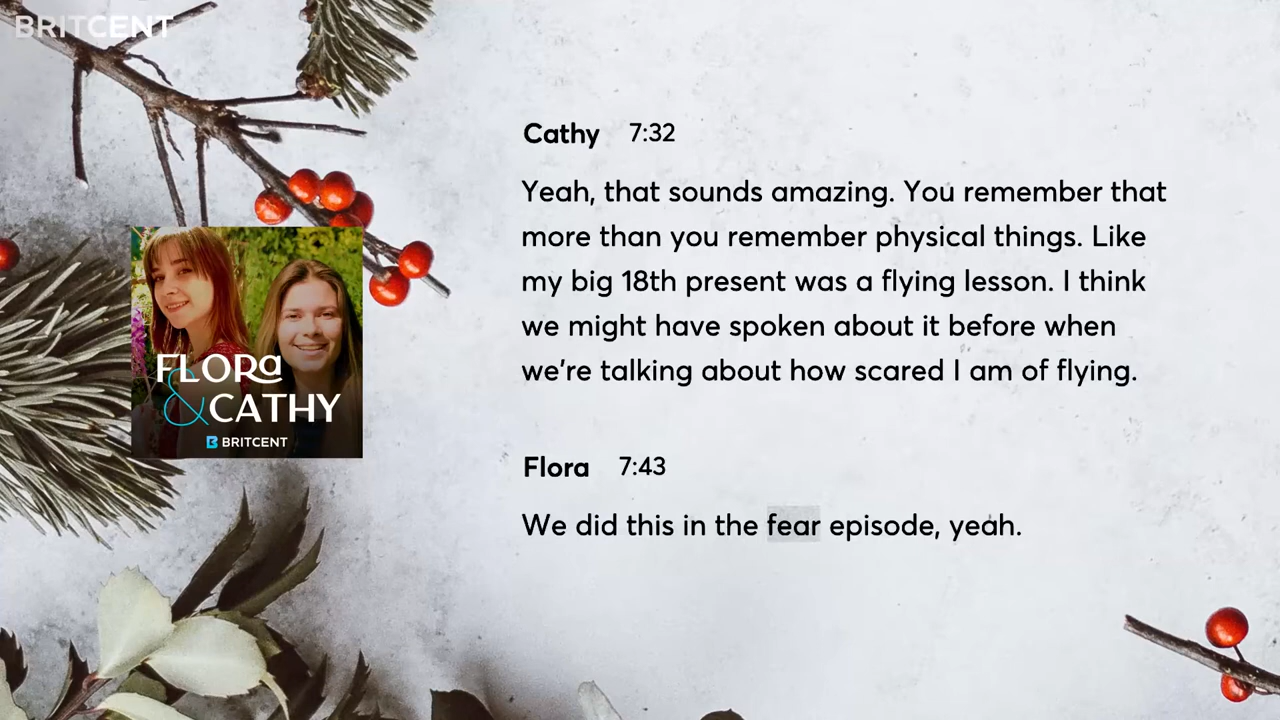 BRITCENT
Cathy 7:32
Yeah, that sounds amazing. You remember that
more than you remember physical things. Like
my big 18th present was a flying lesson. I think
we might have spoken about it before when
we're talking about how scared I am of flying.
Flora 7:43
We did this in the fear episode, yeah.
FLORa
& CATHY
BRITCENT